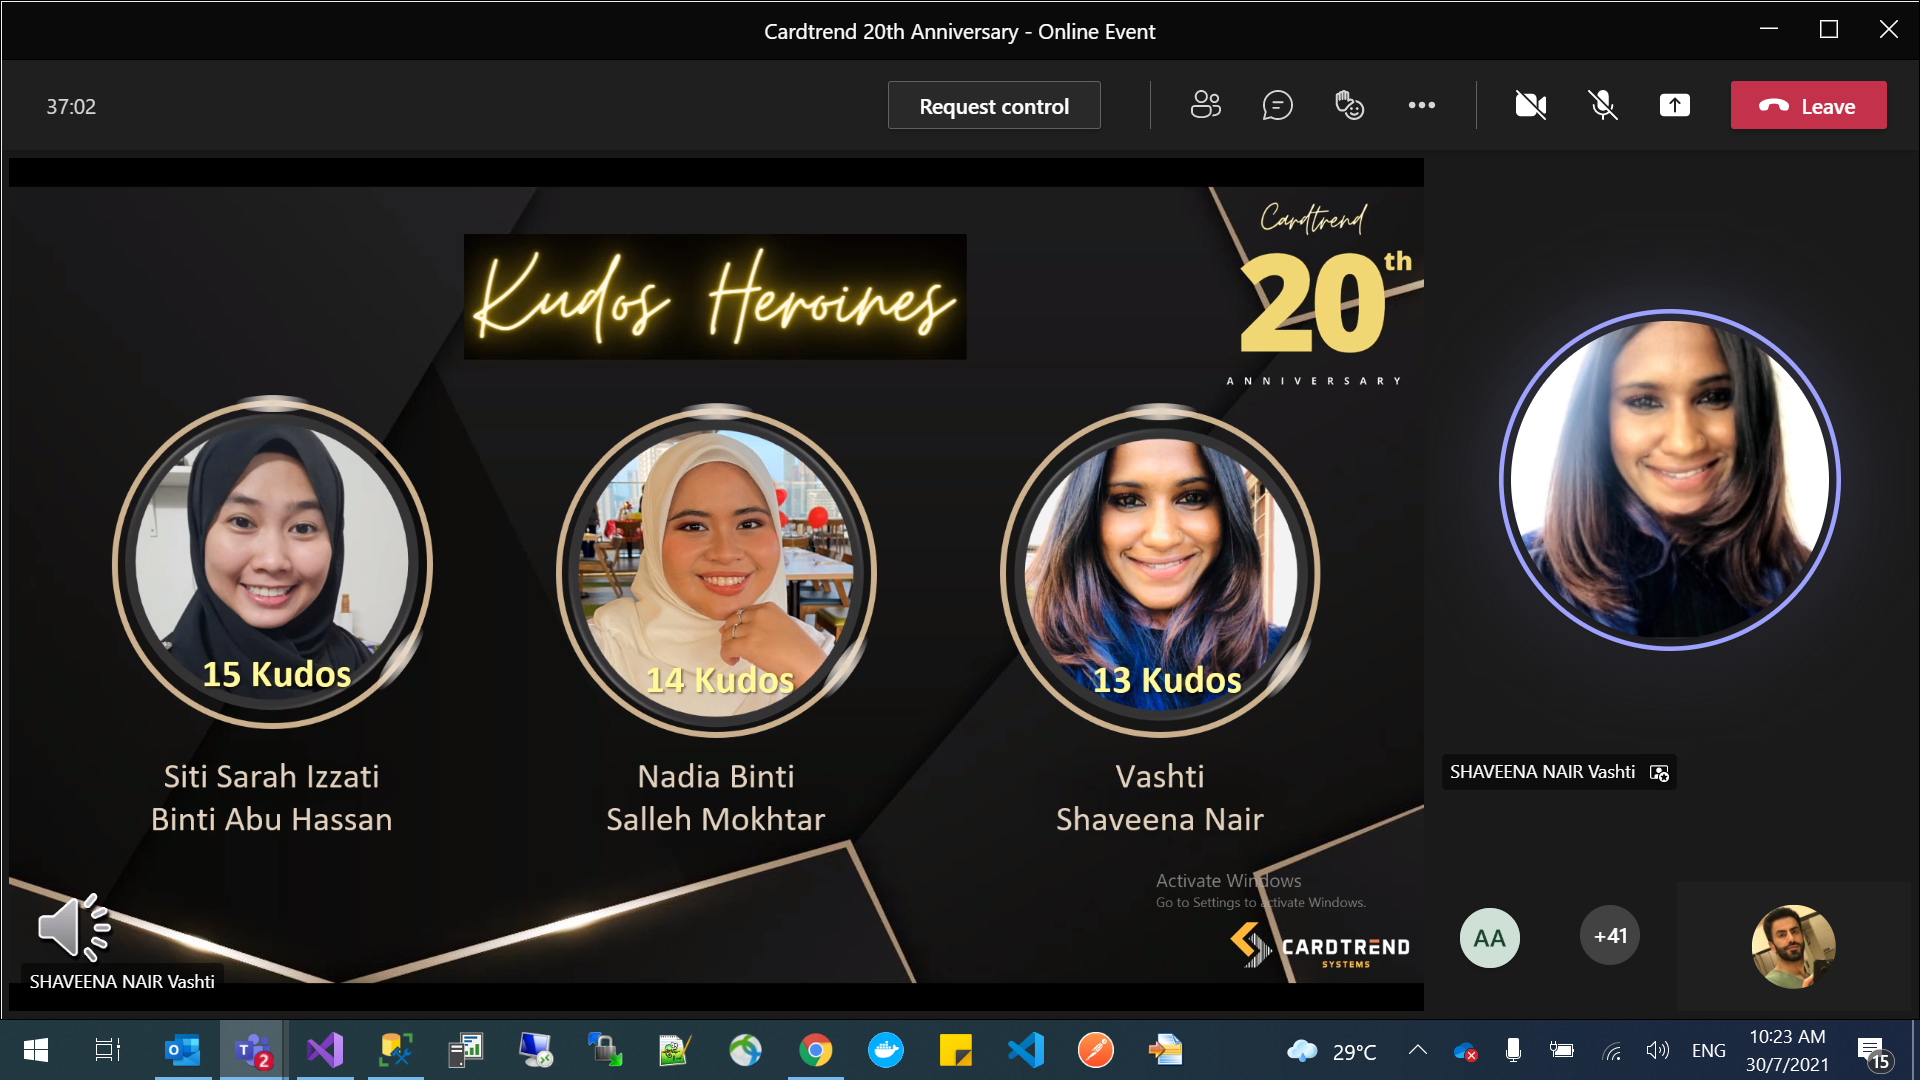 Cardtrend 20th Anniversary - Online Event
37:02
Request control
Leave
Kudos Heroines
Cardtrend
20th
ANNIVERSARY
15 Kudos
14 Kudos
13 Kudos
Siti Sarah Izzati
Binti Abu Hassan
Nadia Binti
Salleh Mokhtar
Vashti
Shaveena Nair
Activate Windows
Go to Settings to activate Windows.
CARDTREND
SYSTEMS
SHAVEENA NAIR Vashti
SHAVEENA NAIR Vashti
AA
+41
2
29°C
ENG
10:23 AM
30/7/2021
15